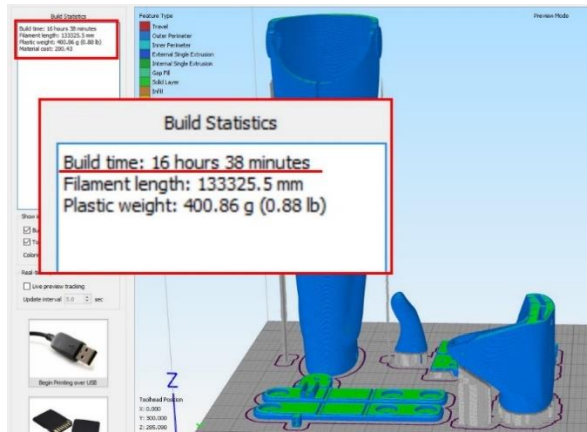 Build Statistics
Build time: 16 hours 38 minutes
Filament length: 133325.5 mm
Plastic weight: 400.86 g (0.88 lb)
Material cost: 200.43
Feature Type
Travel
Outer Perimeter
Inner Perimeter
External Single Extrusion
Internal Single Extrusion
Gap Fill
Solid Layer
Infill
Preview Mode
Build Statistics
Build time: 16 hours 38 minutes
Filament length: 133325.5 mm
Plastic weight: 400.86 g (0.88 lb)
Show
Live preview tracking
Update interval 5.0 sec
Begin Printing over USB
Z
Toolhead Position
X: 0.000
Y: 300.000
Z: 285.000